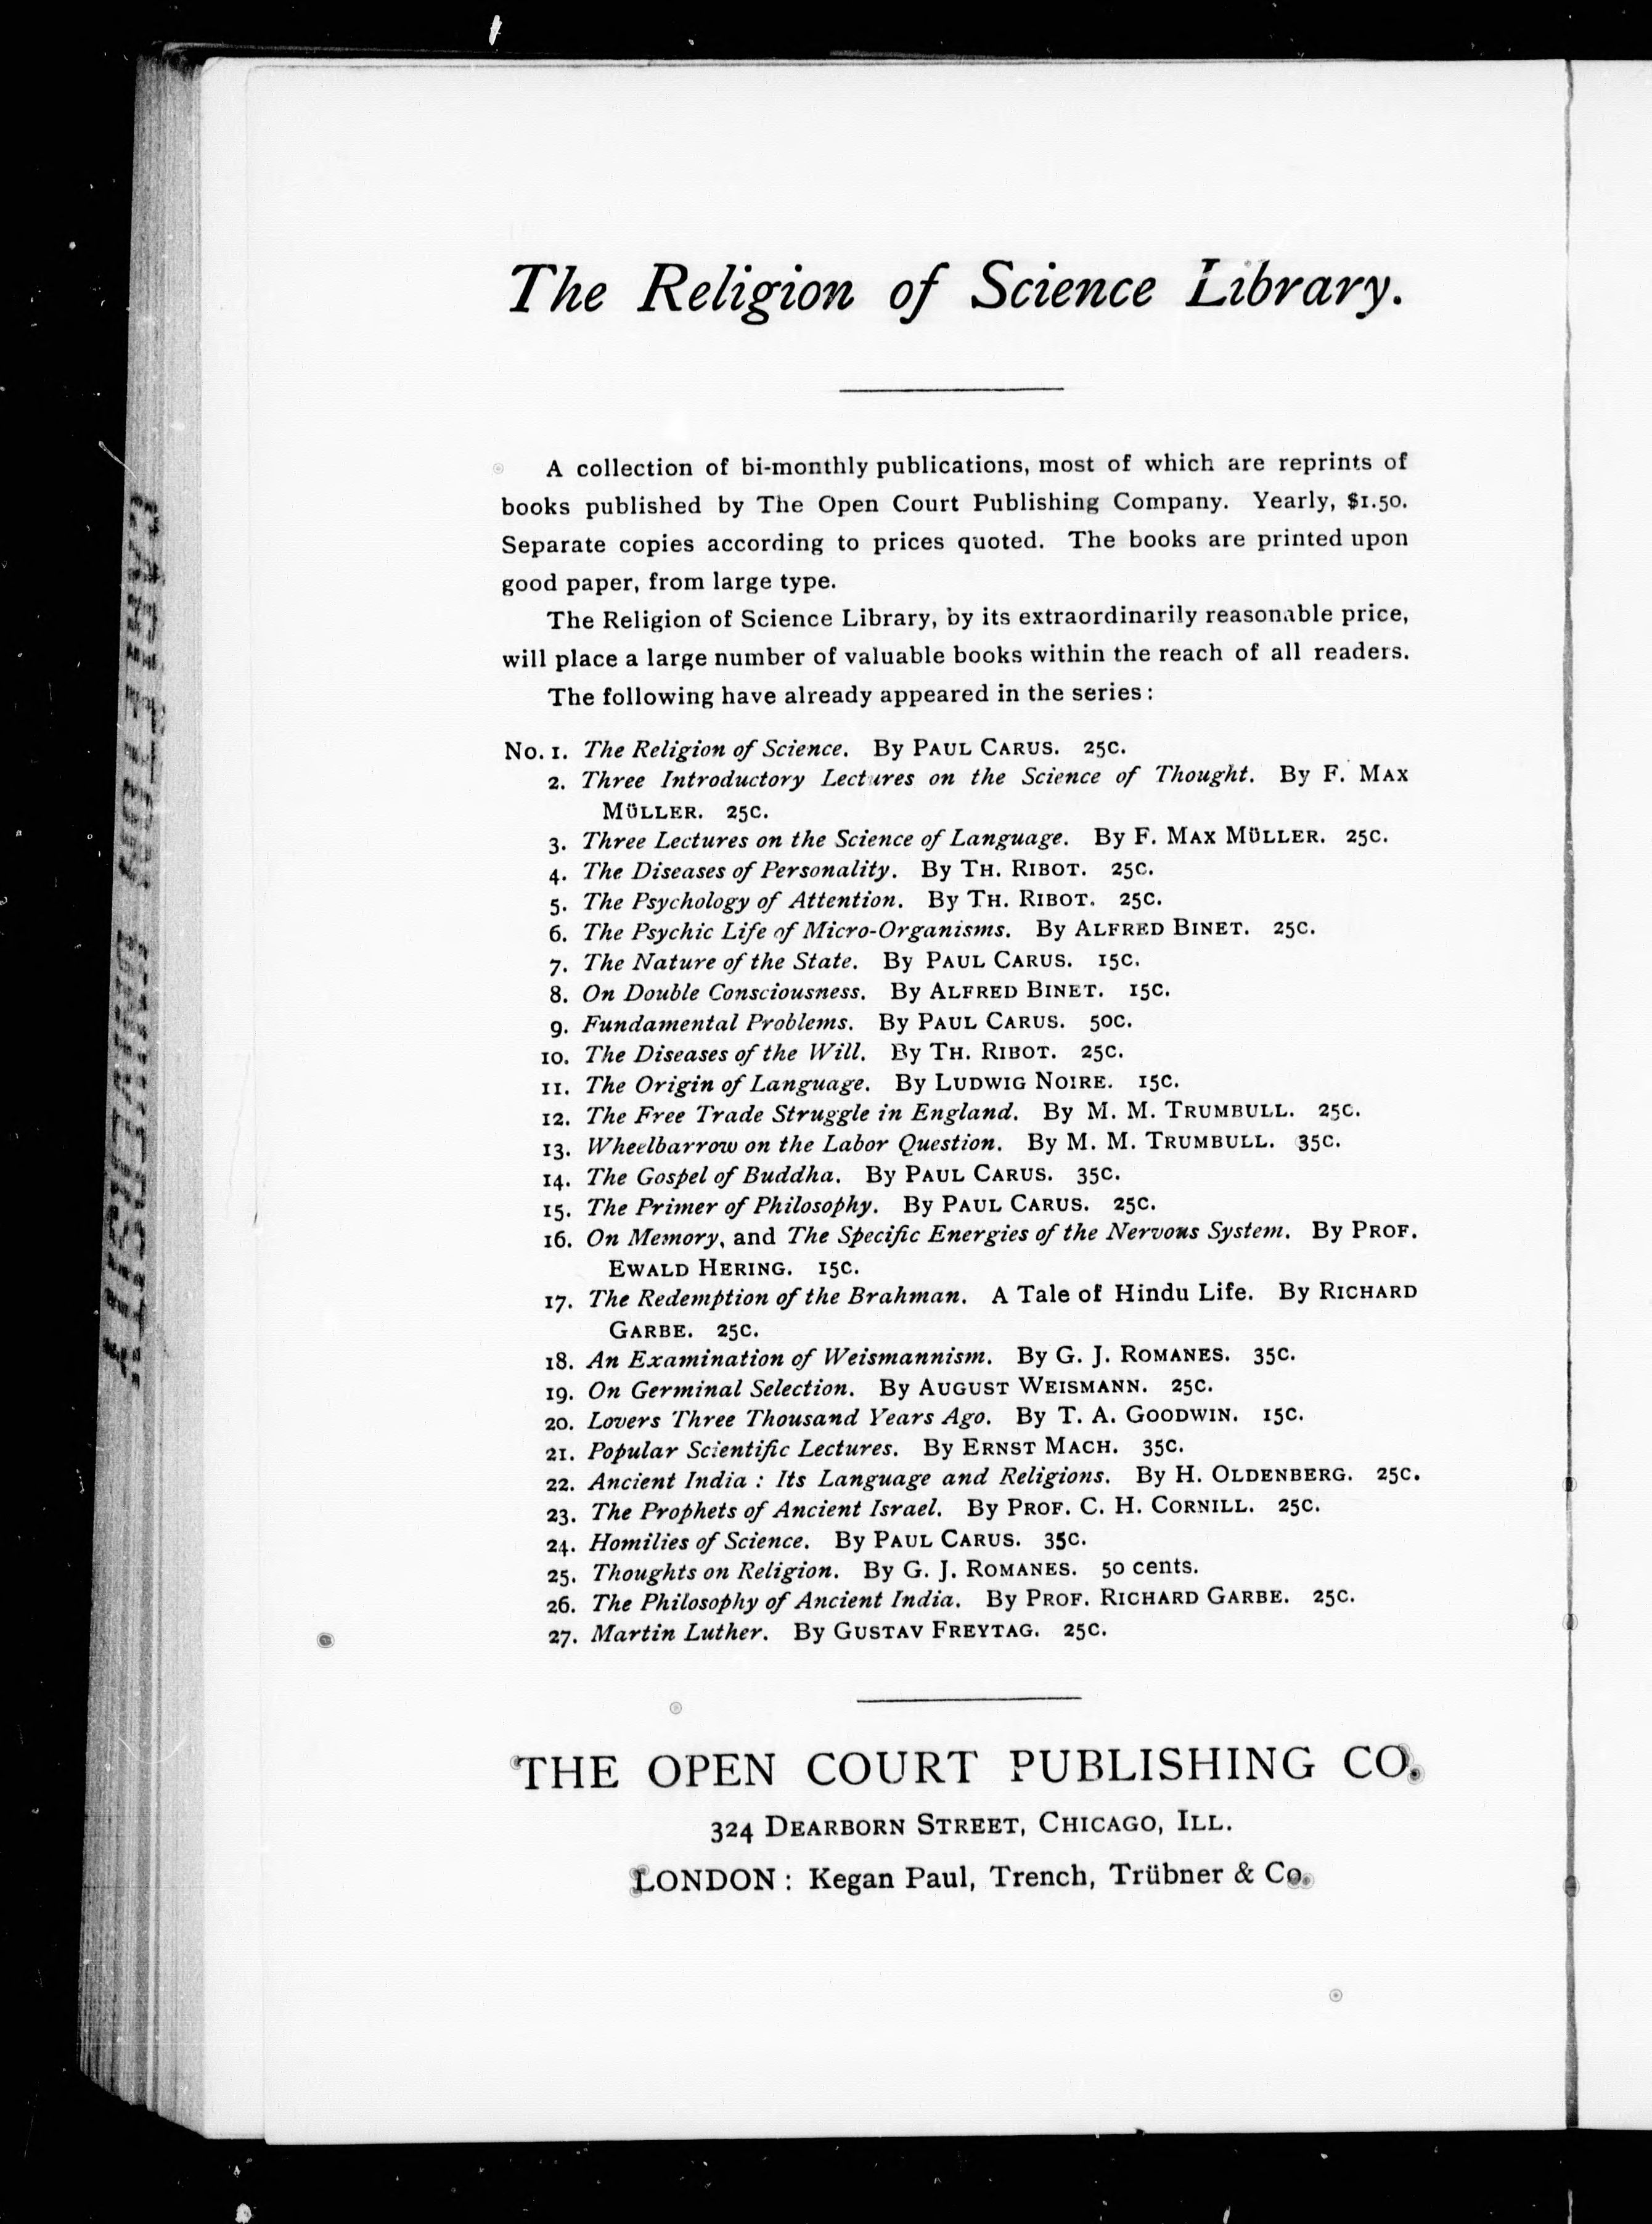 The Religion of Science Library.
A collection of bi-monthly publications, most of which are reprints of
books published by The Open Court Publishing Company. Yearly, $1.50.
Separate copies according to prices quoted. The books are printed upon
good paper, from large type.
The Religion of Science Library, by its extraordinarily reasonable price,
will place a large number of valuable books within the reach of all readers.
The following have already appeared in the series:
No. 1. The Religion of Science. By PAUL CARUS. 25c.
2. Three Introductory Lectures on the Science of Thought. By F. MAX
MÜLLER. 25c.
3. Three Lectures on the Science of Language. By F. MAX MÜLLER. 25c.
4. The Diseases of Personality. By TH. RIBOT. 25c.
5. The Psychology of Attention. By TH. RIBOT. 25c.
6. The Psychic Life of Micro-Organisms. By ALFRED BINET. 25c.
7. The Nature of the State. By PAUL CARUS. 15c.
8. On Double Consciousness. By ALFRED BINET. 15c.
9. Fundamental Problems. By PAUL CARUS. 50c.
10. The Diseases of the Will. By TH. RIBOT. 25c.
11. The Origin of Language. By LUDWIG NOIRE. 15c.
12. The Free Trade Struggle in England. By M. M. TRUMBULL. 25c.
13. Wheelbarrow on the Labor Question. By M. M. TRUMBULL. 35c.
14. The Gospel of Buddha. By PAUL CARUS. 35c.
15. The Primer of Philosophy. By PAUL CARUS. 25c.
16. On Memory, and The Specific Energies of the Nervous System. By PROF.
EWALD HERING. 15c.
17. The Redemption of the Brahman. A Tale of Hindu Life. By RICHARD
GARBE. 25c.
18. An Examination of Weismannism. By G. J. ROMANES. 35c.
19. On Germinal Selection. By AUGUST WEISMANN. 25c.
20. Lovers Three Thousand Years Ago. By T. A. GOODWIN. 15c.
21. Popular Scientific Lectures. By ERNST MACH. 35c.
22. Ancient India : Its Language and Religions. By H. OLDENBERG. 25c.
23. The Prophets of Ancient Israel. By PROF. C. H. CORNILL. 25c.
24. Homilies of Science. By PAUL CARUS. 35c.
25. Thoughts on Religion. By G. J. ROMANES. 50 cents.
26. The Philosophy of Ancient India. By PROF. RICHARD GARBE. 25c.
27. Martin Luther. By GUSTAV FREYTAG. 25c.
THE OPEN COURT PUBLISHING CO.
324 DEARBORN STREET, CHICAGO, ILL.
LONDON : Kegan Paul, Trench, Trübner & Co.
CARLETON UNIVERSITY